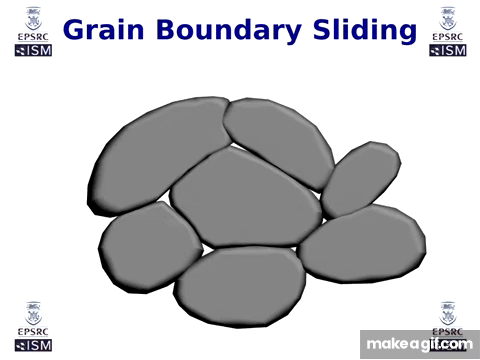 Grain Boundary Sliding
EPSRC
ISM
EPSRC
ISM
EPSRC
ISM
EPSRC
ISM
makeagif.com